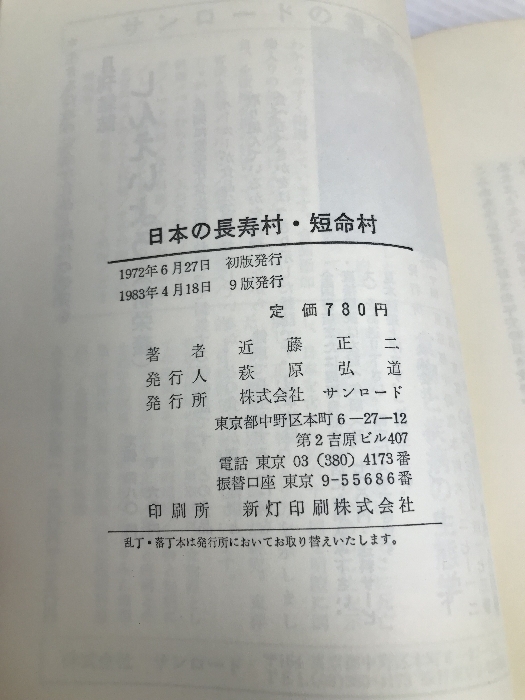 日本の長寿村・短命村
1972年6月27日 初版発行
1983年4月18日 9版発行
定 価 780円
著 者 近 藤 正 二
発行人 萩 原 弘 道
発行所 株式会社 サンロード
東京都中野区本町6-27-12
第2吉原ビル407
電話 東京 03(380)4173番
振替口座 東京 9-55686番
印刷所 新灯印刷株式会社
乱丁・落丁本は発行所においてお取り替えいたします。